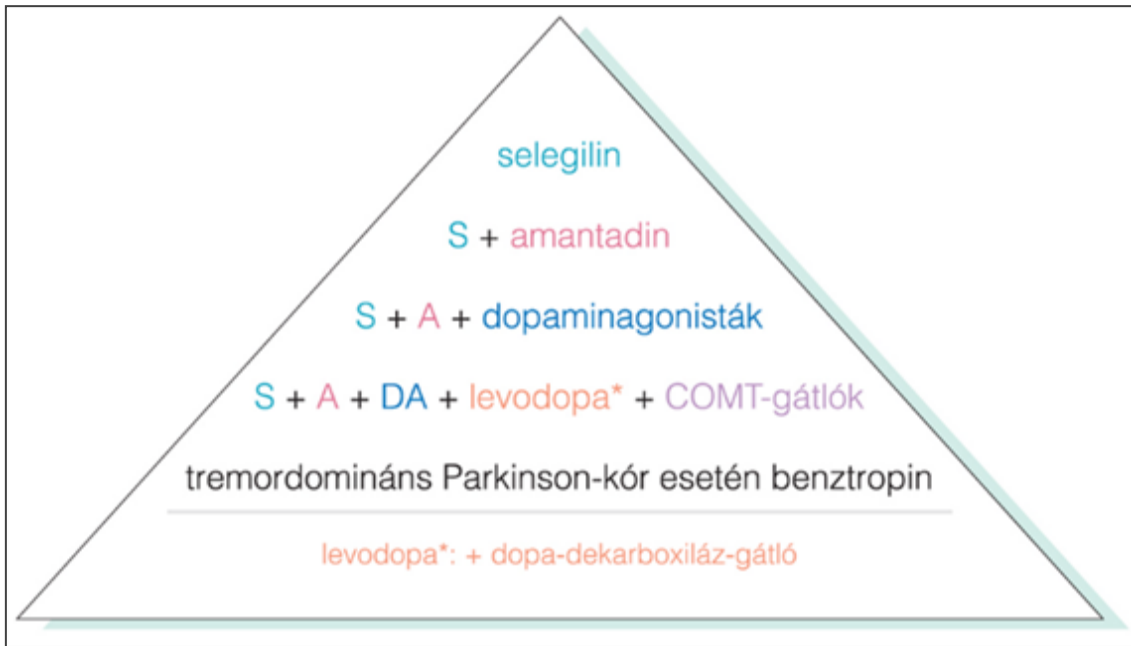 selegilin
S + amantadin
S + A + dopaminagonisták
S + A + DA + levodopa* + COMT-gátlók
tremordomináns Parkinson-kór esetén benztropin
levodopa*: + dopa-dekarboxiláz-gátló